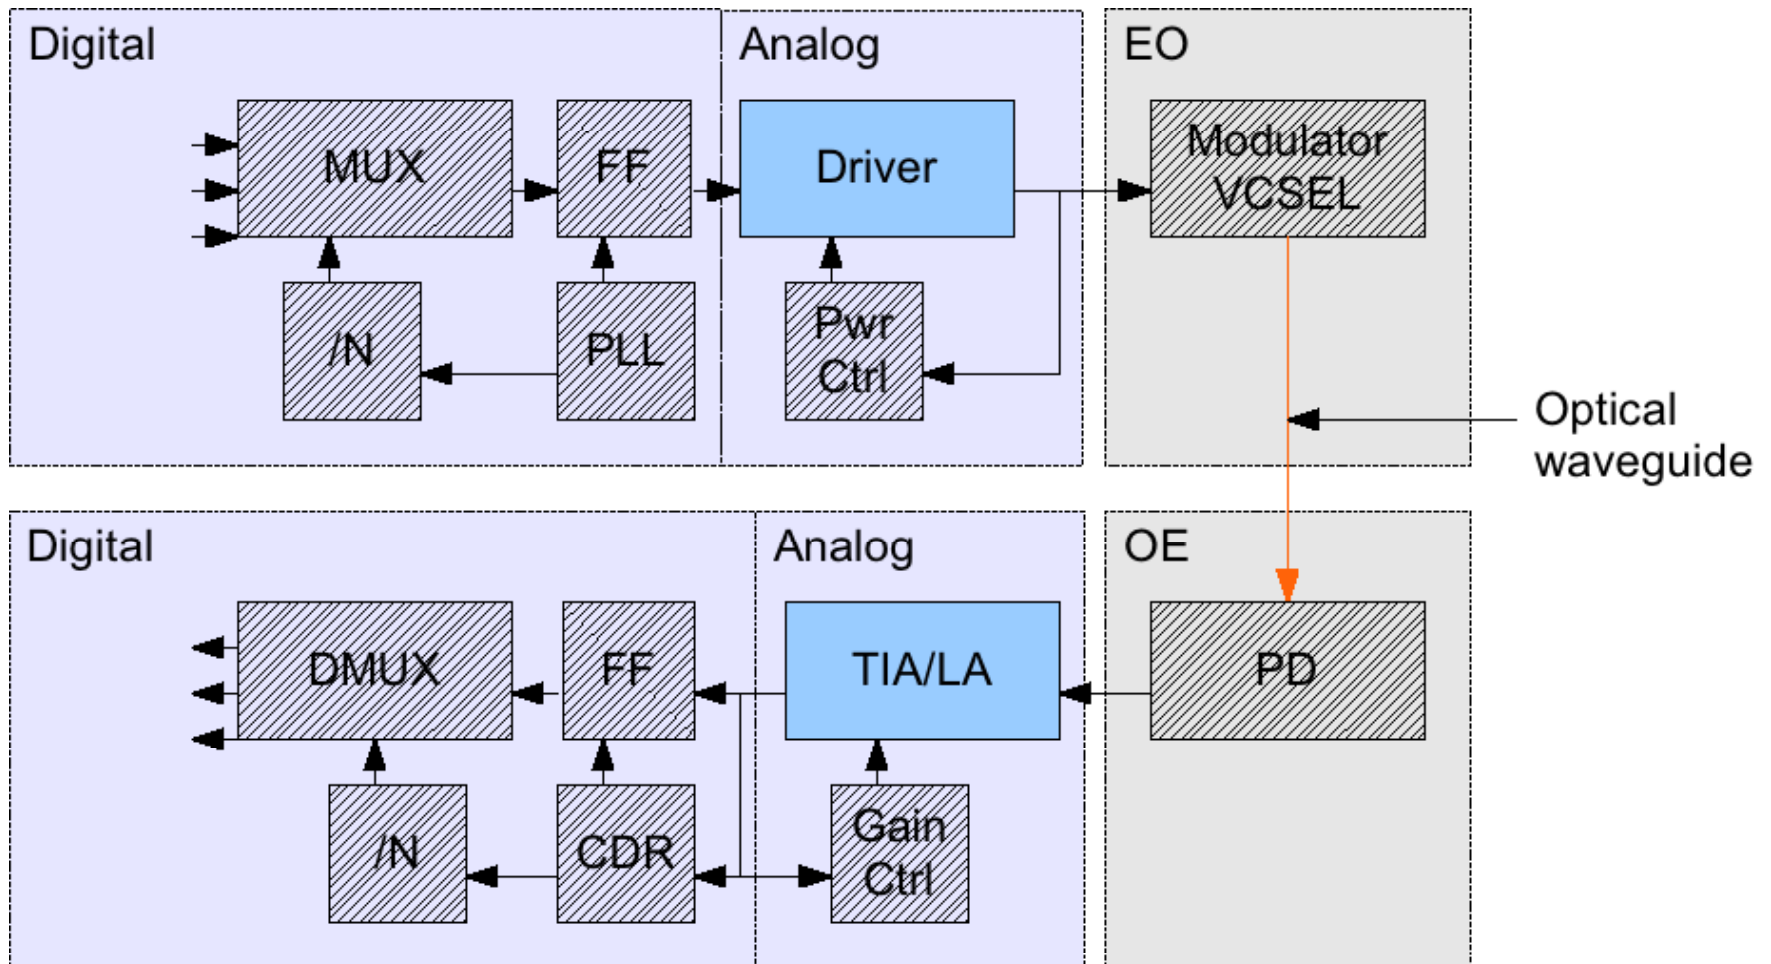 Digital
Analog
EO
MUX
FF
Driver
Modulator
VCSEL
/N
PLL
Pwr
Ctrl
Optical
waveguide
Digital
Analog
OE
DMUX
FF
TIA/LA
PD
/N
CDR
Gain
Ctrl